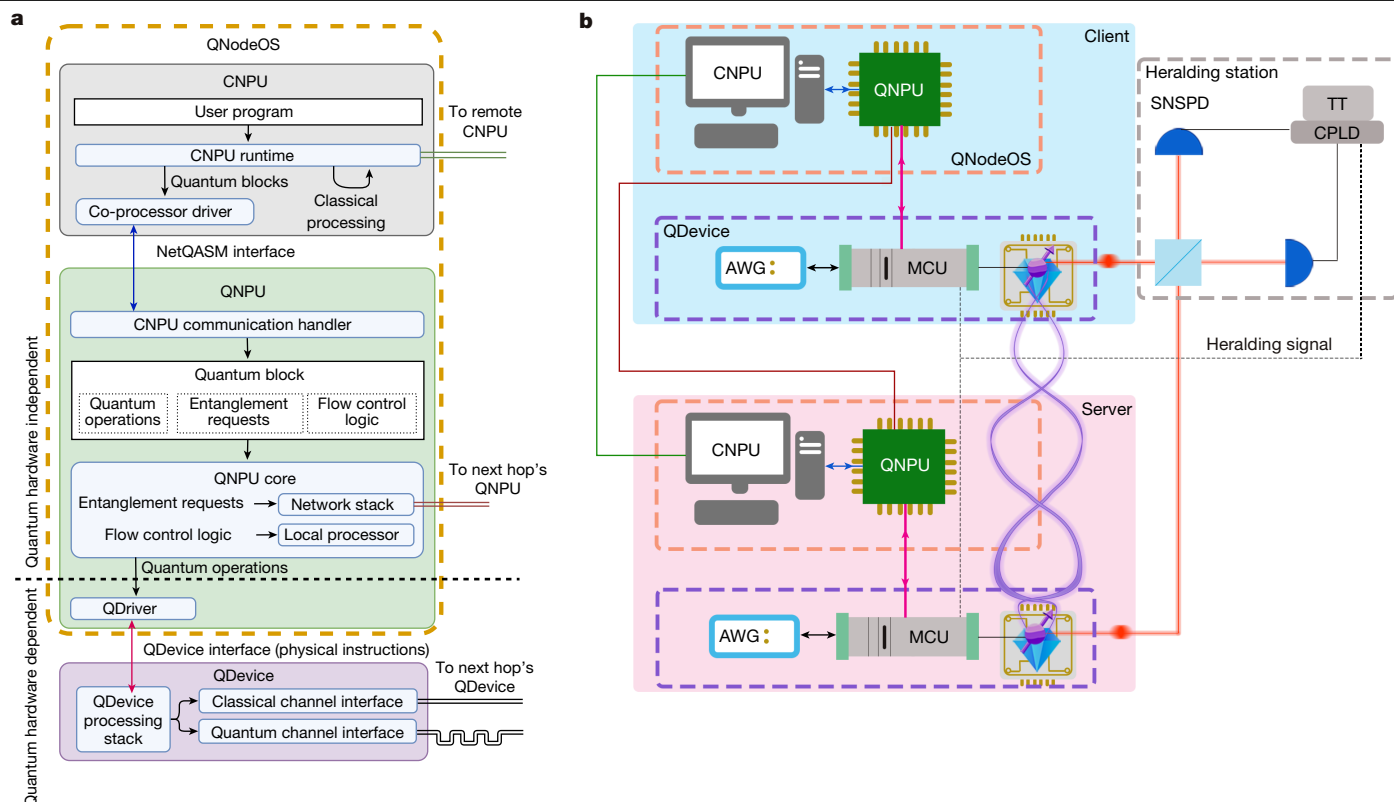 a
QNodeOS
CNPU
User program
CNPU runtime
To remote
CNPU
Quantum blocks
Classical
processing
Co-processor driver
NetQASM interface
QNPU
CNPU communication handler
Quantum block
Quantum
operations
Entanglement
requests
Flow control
logic
QNPU core
Entanglement requests
Network stack
To next hop's
QNPU
Flow control logic
Local processor
Quantum operations
QDriver
QDevice interface (physical instructions)
QDevice
To next hop's
QDevice
QDevice
processing
stack
Classical channel interface
Quantum channel interface
Quantum hardware independent
Quantum hardware dependent
b
Client
CNPU
QNPU
QNodeOS
QDevice
AWG
MCU
Heralding station
SNSPD
TT
CPLD
Heralding signal
Server
CNPU
QNPU
AWG
MCU